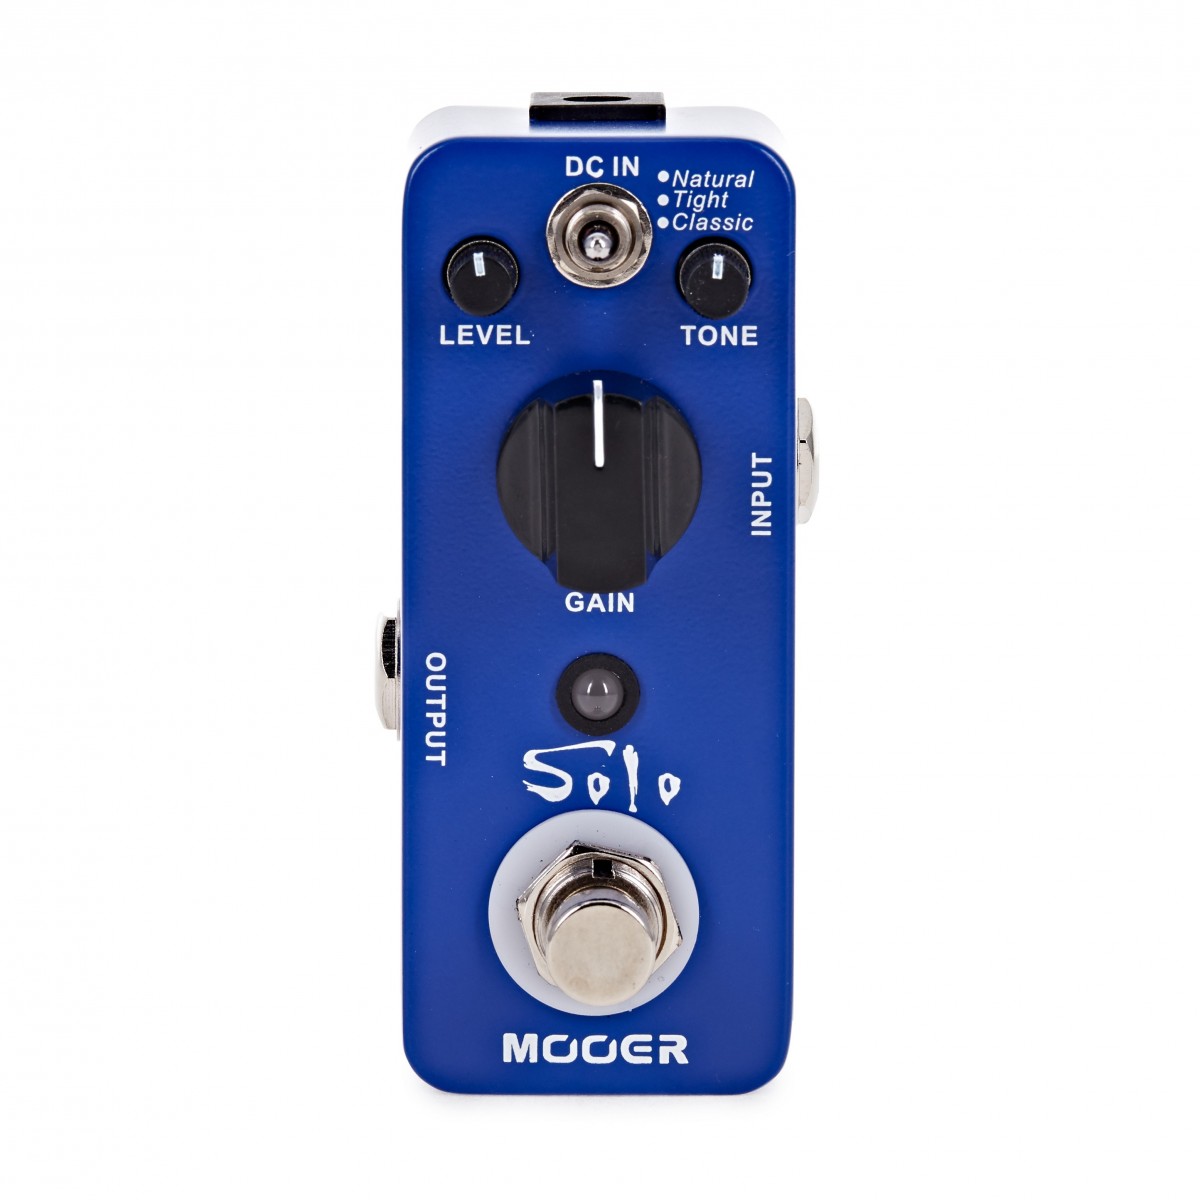 DC IN
Natural
Tight
Classic
LEVEL
TONE
INPUT
GAIN
OUTPUT
Solo
MOOER